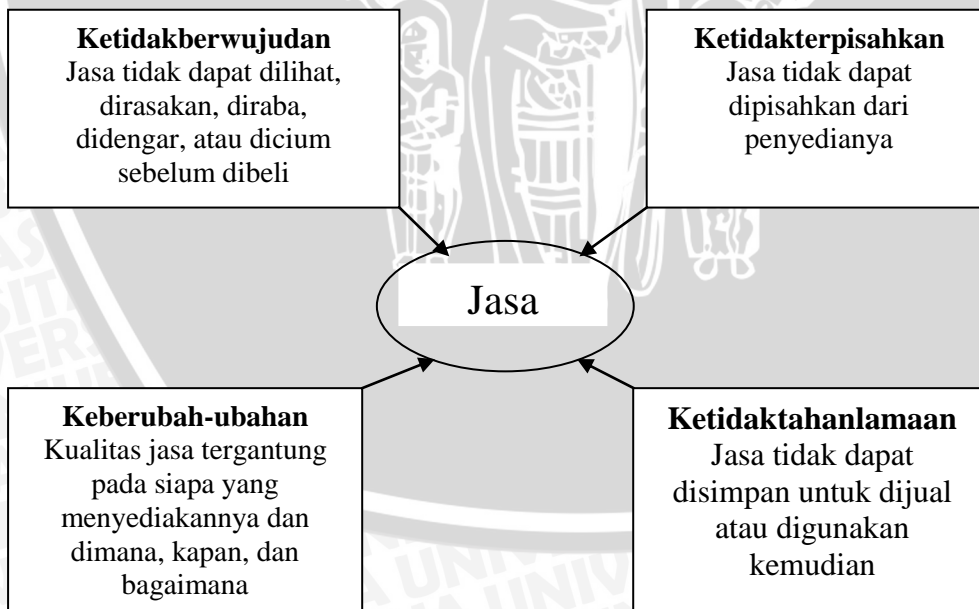 Ketidakberwujudan
Jasa tidak dapat dilihat,
dirasakan, diraba,
didengar, atau dicium
sebelum dibeli
Ketidakterpisahkan
Jasa tidak dapat
dipisahkan dari
penyedianya
Jasa
Keberubah-ubahan
Kualitas jasa tergantung
pada siapa yang
menyediakannya dan
dimana, kapan, dan
bagaimana
Ketidaktahanlamaan
Jasa tidak dapat
disimpan untuk dijual
atau digunakan
kemudian